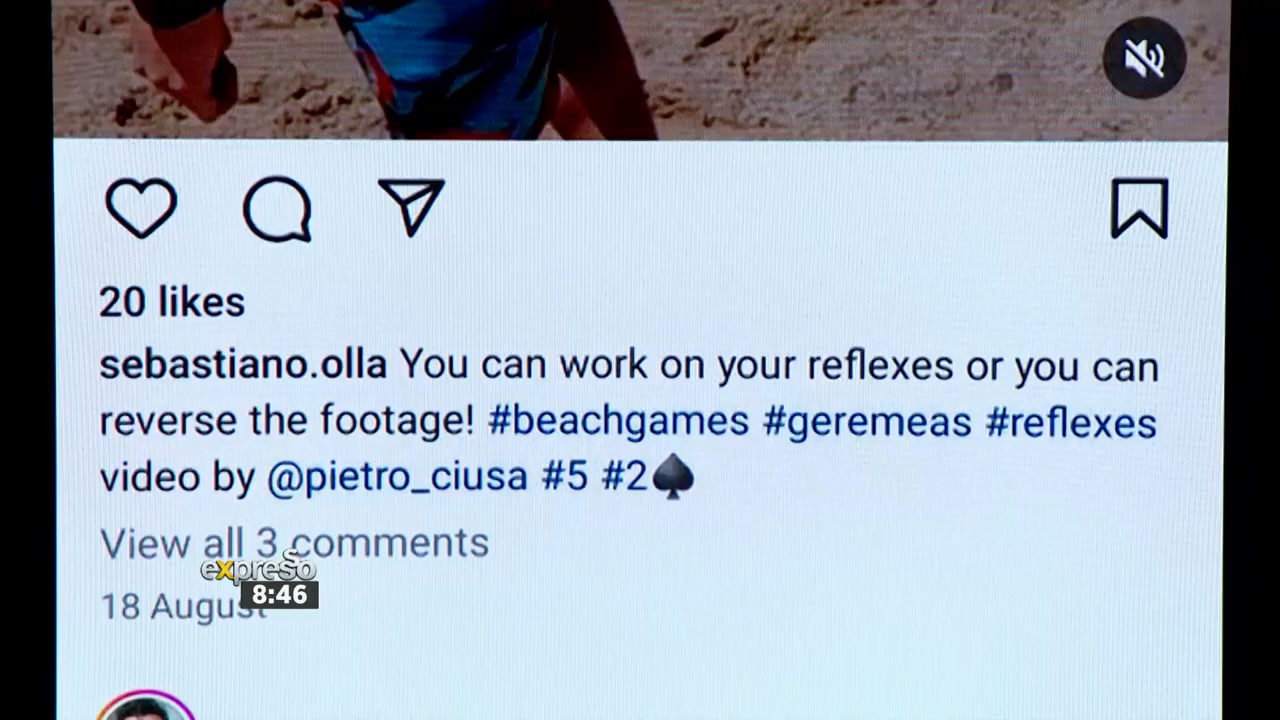 20 likes
sebastiano.olla You can work on your reflexes or you can
reverse the footage! #beachgames #geremeas #reflexes
video by @pietro_ciusa #5 #2♠
View all 3 comments
expresso
8:46
18 August